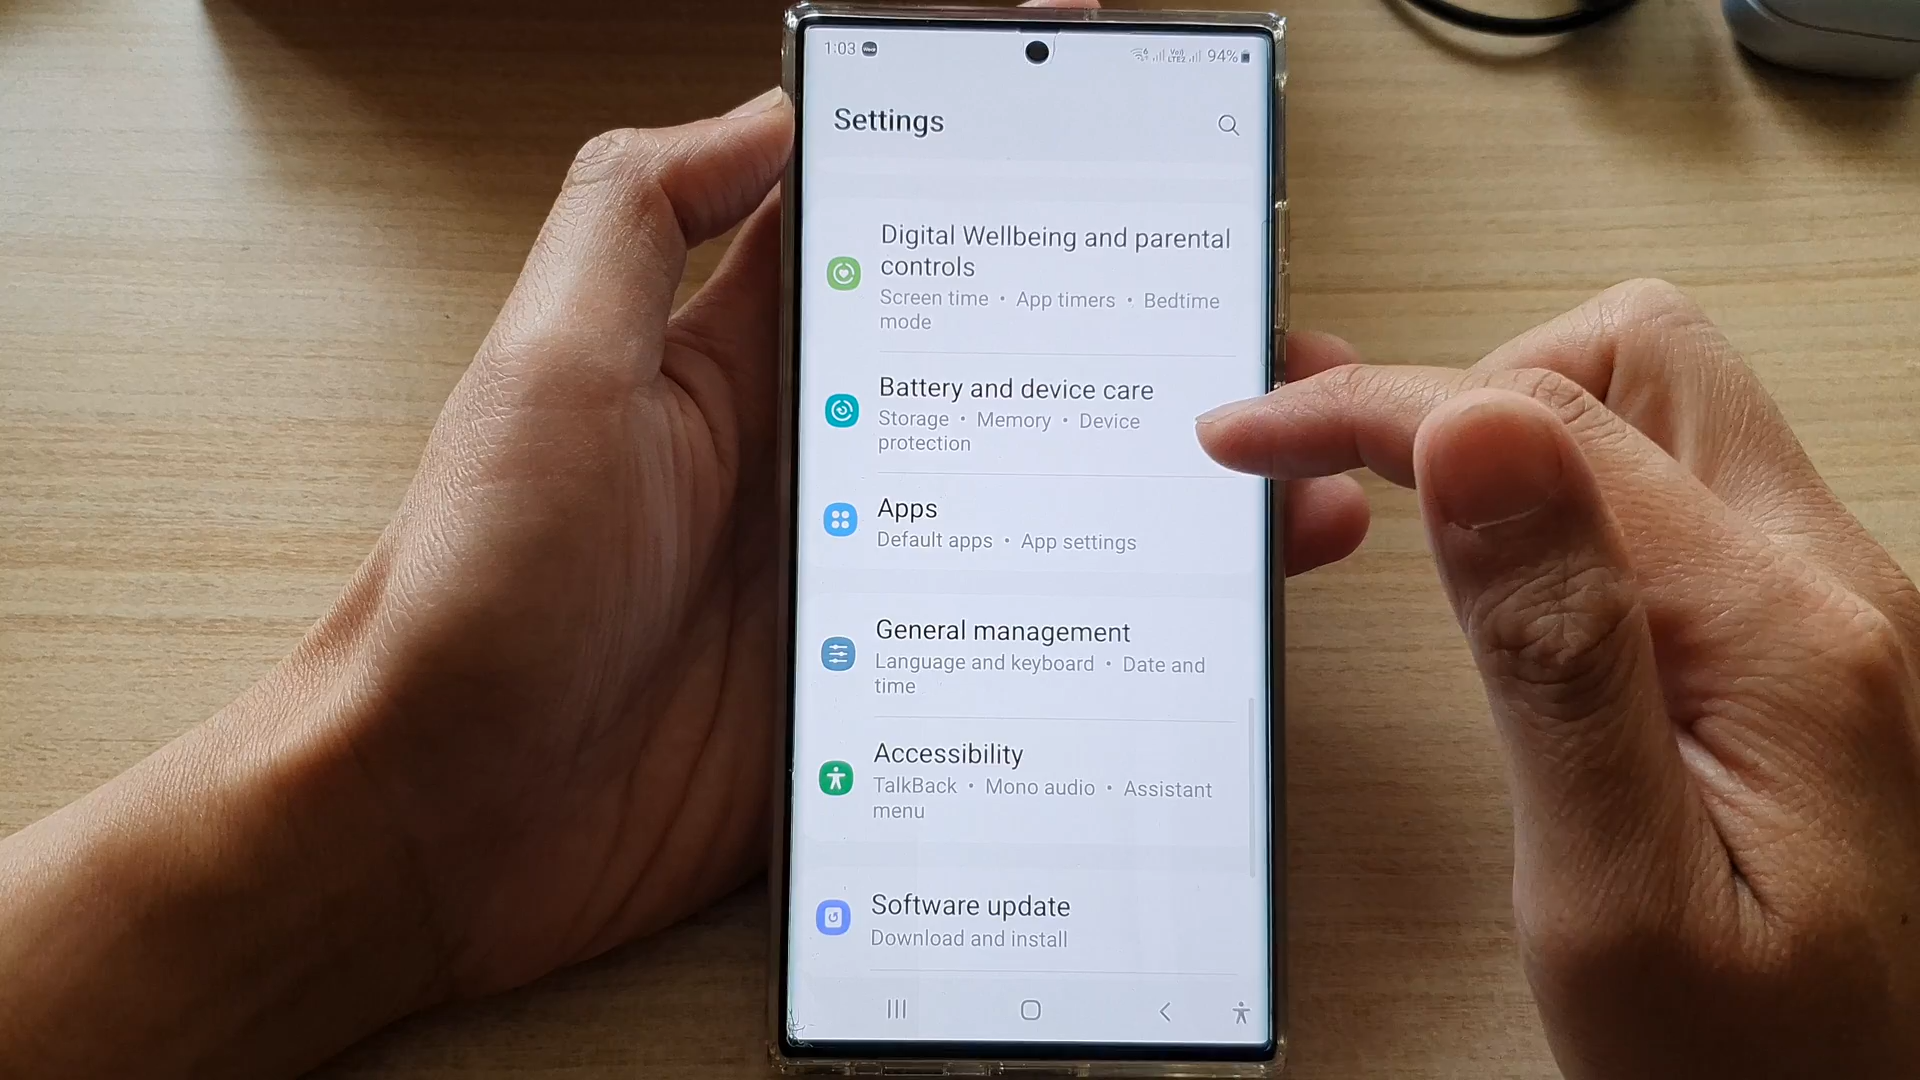 1:03
94%
Settings
Digital Wellbeing and parental
controls
Screen time • App timers • Bedtime
mode
Battery and device care
Storage • Memory • Device
protection
Apps
Default apps • App settings
General management
Language and keyboard • Date and
time
Accessibility
TalkBack • Mono audio • Assistant
menu
Software update
Download and install